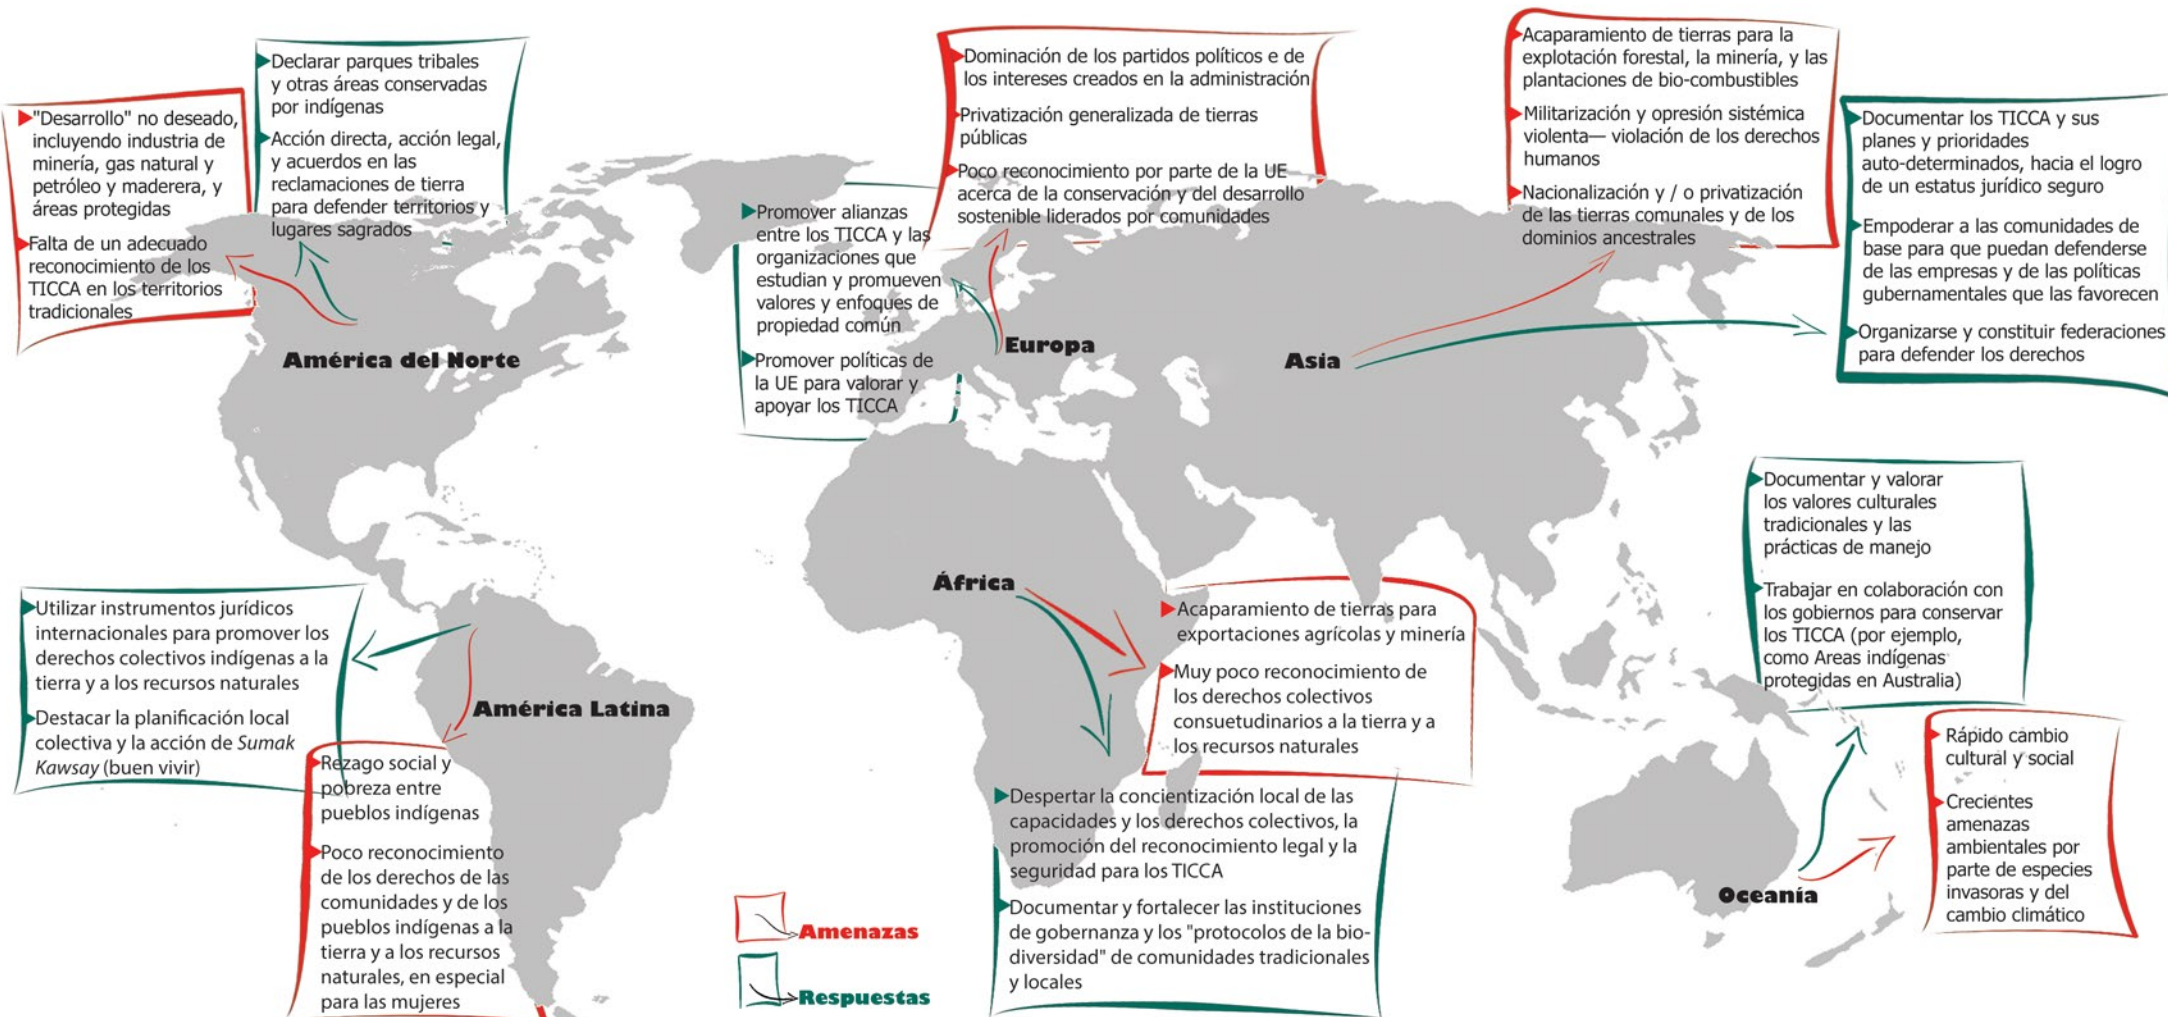 "Desarrollo" no deseado,
incluyendo industria de
minería, gas natural y
petróleo y maderera, y
áreas protegidas
Falta de un adecuado
reconocimiento de los
TICCA en los territorios
tradicionales
Declarar parques tribales
y otras áreas conservadas
por indígenas
Acción directa, acción legal,
y acuerdos en las
reclamaciones de tierra
para defender territorios y
lugares sagrados
América del Norte
Dominación de los partidos políticos e de
los intereses creados en la administración
Privatización generalizada de tierras
públicas
Poco reconocimiento por parte de la UE
acerca de la conservación y del desarrollo
sostenible liderados por comunidades
Promover alianzas
entre los TICCA y las
organizaciones que
estudian y promueven
valores y enfoques de
propiedad común
Promover políticas de
la UE para valorar y
apoyar los TICCA
Europa
Acaparamiento de tierras para la
explotación forestal, la minería, y las
plantaciones de bio-combustibles
Militarización y opresión sistémica
violenta— violación de los derechos
humanos
Nacionalización y / o privatización
de las tierras comunales y de los
dominios ancestrales
Documentar los TICCA y sus
planes y prioridades
auto-determinados, hacia el logro
de un estatus jurídico seguro
Empoderar a las comunidades de
base para que puedan defenderse
de las empresas y de las políticas
gubernamentales que las favorecen
Organizarse y constituir federaciones
para defender los derechos
Asia
Utilizar instrumentos jurídicos
internacionales para promover los
derechos colectivos indígenas a la
tierra y a los recursos naturales
Destacar la planificación local
colectiva y la acción de Sumak
Kawsay (buen vivir)
América Latina
Rezago social y
pobreza entre
pueblos indígenas
Poco reconocimiento
de los derechos de las
comunidades y de los
pueblos indígenas a la
tierra y a los recursos
naturales, en especial
para las mujeres
África
Acaparamiento de tierras para
exportaciones agrícolas y minería
Muy poco reconocimiento de
los derechos colectivos
consuetudinarios a la tierra y a
los recursos naturales
Despertar la concientización local de las
capacidades y los derechos colectivos, la
promoción del reconocimiento legal y la
seguridad para los TICCA
Documentar y fortalecer las instituciones
de gobernanza y los "protocolos de la bio-
diversidad" de comunidades tradicionales
y locales
Documentar y valorar
los valores culturales
tradicionales y las
prácticas de manejo
Trabajar en colaboración con
los gobiernos para conservar
los TICCA (por ejemplo,
como Areas indígenas
protegidas en Australia)
Rápido cambio
cultural y social
Crecientes
amenazas
ambientales por
parte de especies
invasoras y del
cambio climático
Oceanía
Amenazas
Respuestas